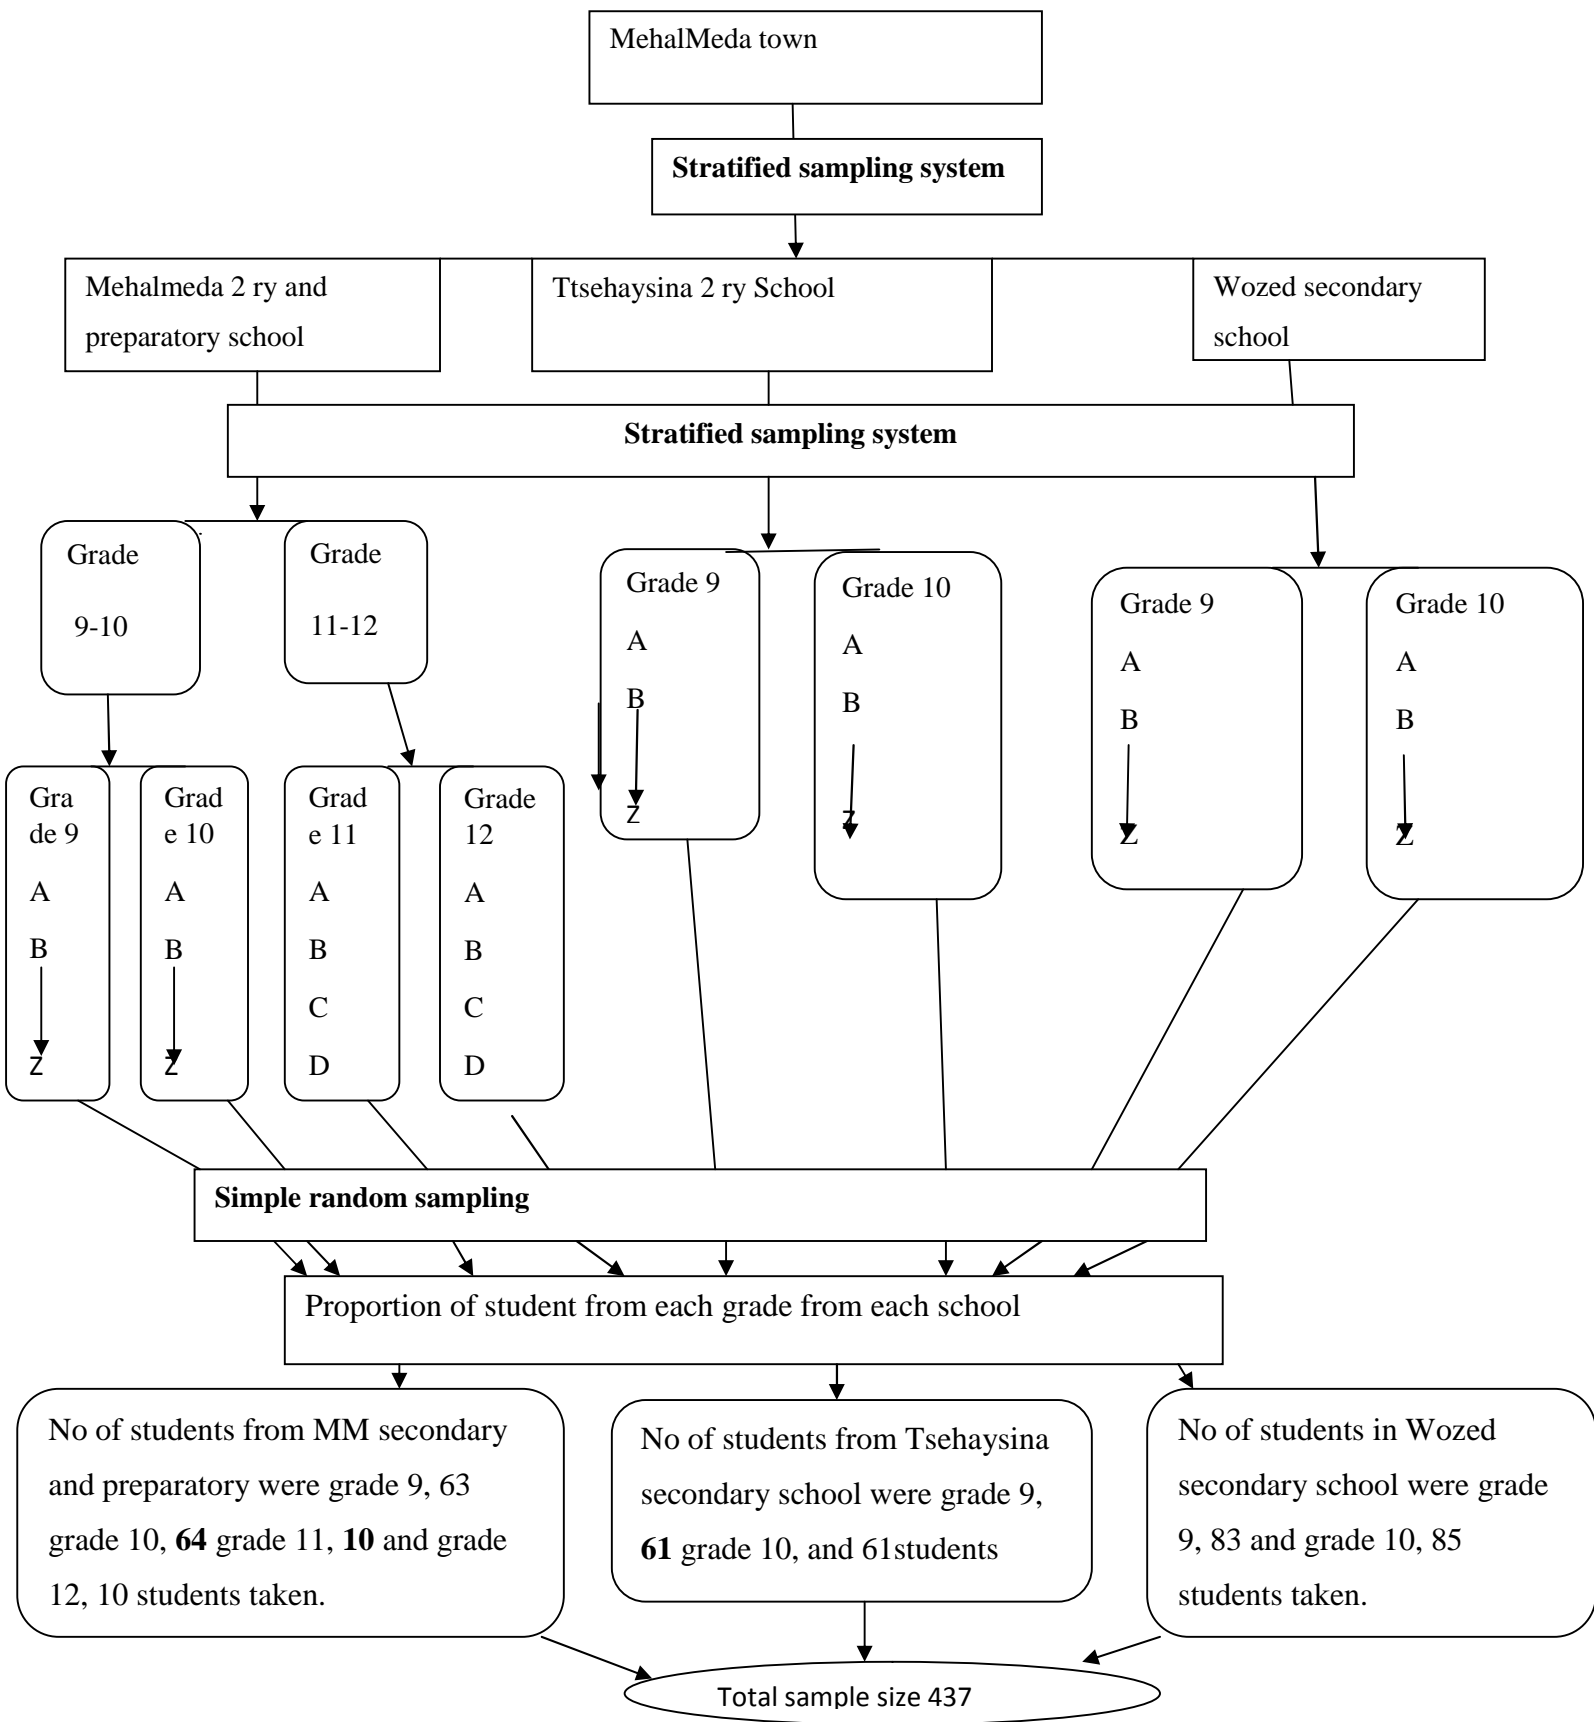 MehalMeda town
Stratified sampling system
Mehalmeda 2 ry and
preparatory school
Ttsehaysina 2 ry School
Wozed secondary
school
Stratified sampling system
Grade
9-10
Grade
11-12
Grade 9
A
B
Z
Grade 10
A
B
Z
Grade 9
A
B
Z
Grade 10
A
B
Z
Gra
de 9
A
B
Z
Grad
e 10
A
B
Z
Grad
e 11
A
B
C
D
Grade
12
A
B
C
D
Simple random sampling
Proportion of student from each grade from each school
No of students from MM secondary
and preparatory were grade 9, 63
grade 10, 64 grade 11, 10 and grade
12, 10 students taken.
No of students from Tsehaysina
secondary school were grade 9,
61 grade 10, and 61students
No of students in Wozed
secondary school were grade
9, 83 and grade 10, 85
students taken.
Total sample size 437